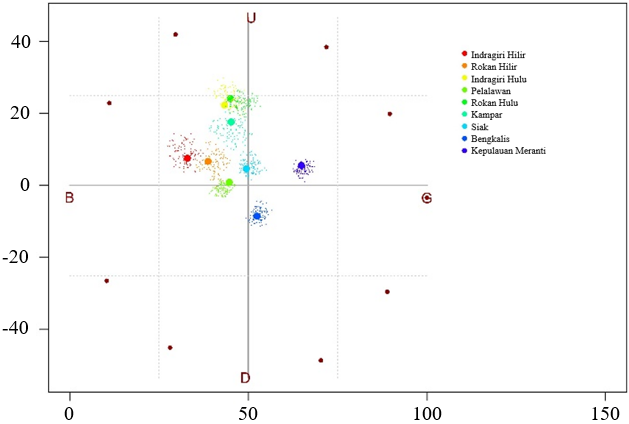 U
40
Indragiri Hilir
Rokan Hilir
Indragiri Hulu
Pelalawan
Rokan Hulu
Kampar
Siak
Bengkalis
Kepulauan Meranti
20
0
B
G
-20
-40
D
0 50 100 150